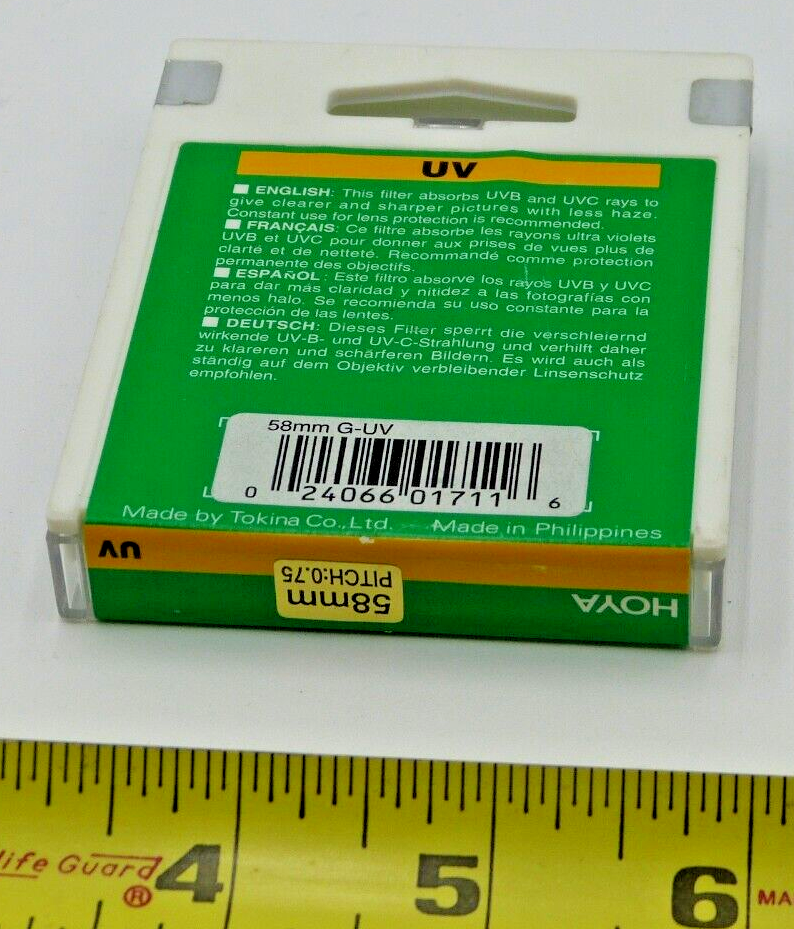 UV
■ ENGLISH: This filter absorbs UVB and UVC rays to
give clearer and sharper pictures with less haze.
Constant use for lens protection is recommended.
■ FRANÇAIS: Ce filtre absorbe les rayons ultra violets
UVB et UVC pour donner aux prises de vues plus de
clarté et de netteté. Recommandé comme protection
permanente des objectifs.
■ ESPAÑOL: Este filtro absorve los rayos UVB y UVC
para dar más claridad y nitidez a las fotografías con
menos halo. Se recomienda su uso constante para la
protección de las lentes.
■ DEUTSCH: Dieses Filter sperrt die verschleiernd
wirkende UV-B- und UV-C-Strahlung und verhilft daher
zu klareren und schärferen Bildern. Es wird auch als
ständig auf dem Objektiv verbleibender Linsenschutz
empfohlen.
58mm G-UV
0 24066 01711 6
Made by Tokina Co.,Ltd. Made in Philippines
UV
58mm
PITCH:0.75
HOYA
life Guard ®
4 5 6
MA